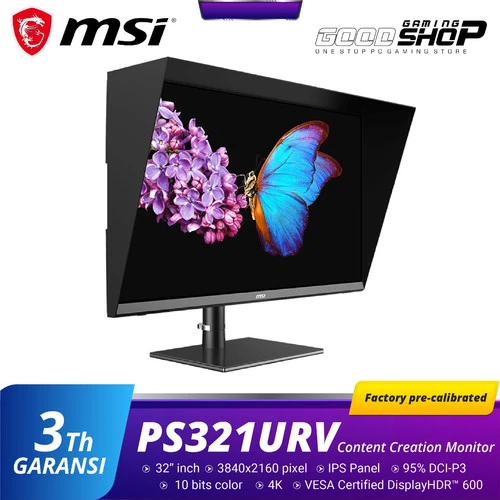 msi
GAMING
GOODSHOP
ONE STOP PC GAMING STORE
msi
Factory pre-calibrated
3Th
GARANSI
PS321URV Content Creation Monitor
32" inch 3840x2160 pixel IPS Panel 95% DCI-P3
10 bits color 4K VESA Certified DisplayHDR™ 600